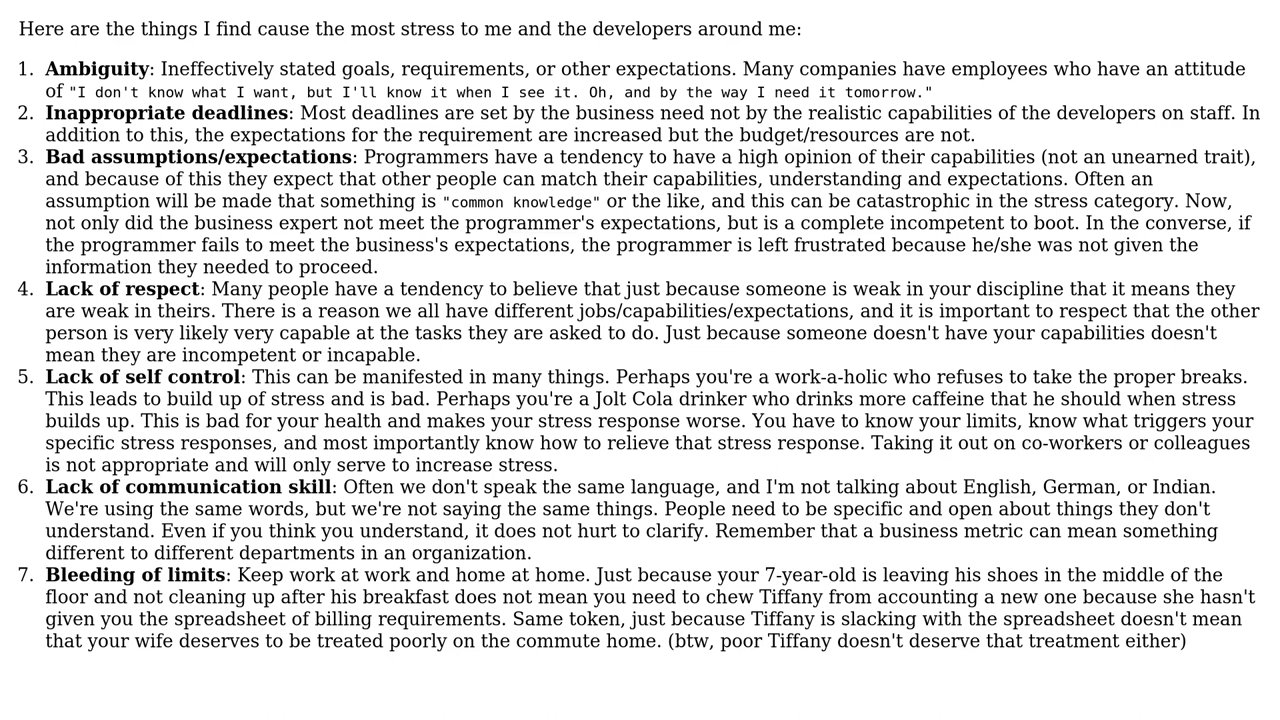 Here are the things I find cause the most stress to me and the developers around me:
1. Ambiguity: Ineffectively stated goals, requirements, or other expectations. Many companies have employees who have an attitude
of "I don't know what I want, but I'll know it when I see it. Oh, and by the way I need it tomorrow."
2. Inappropriate deadlines: Most deadlines are set by the business need not by the realistic capabilities of the developers on staff. In
addition to this, the expectations for the requirement are increased but the budget/resources are not.
3. Bad assumptions/expectations: Programmers have a tendency to have a high opinion of their capabilities (not an unearned trait),
and because of this they expect that other people can match their capabilities, understanding and expectations. Often an
assumption will be made that something is "common knowledge" or the like, and this can be catastrophic in the stress category. Now,
not only did the business expert not meet the programmer's expectations, but is a complete incompetent to boot. In the converse, if
the programmer fails to meet the business's expectations, the programmer is left frustrated because he/she was not given the
information they needed to proceed.
4. Lack of respect: Many people have a tendency to believe that just because someone is weak in your discipline that it means they
are weak in theirs. There is a reason we all have different jobs/capabilities/expectations, and it is important to respect that the other
person is very likely very capable at the tasks they are asked to do. Just because someone doesn't have your capabilities doesn't
mean they are incompetent or incapable.
5. Lack of self control: This can be manifested in many things. Perhaps you're a work-a-holic who refuses to take the proper breaks.
This leads to build up of stress and is bad. Perhaps you're a Jolt Cola drinker who drinks more caffeine that he should when stress
builds up. This is bad for your health and makes your stress response worse. You have to know your limits, know what triggers your
specific stress responses, and most importantly know how to relieve that stress response. Taking it out on co-workers or colleagues
is not appropriate and will only serve to increase stress.
6. Lack of communication skill: Often we don't speak the same language, and I'm not talking about English, German, or Indian.
We're using the same words, but we're not saying the same things. People need to be specific and open about things they don't
understand. Even if you think you understand, it does not hurt to clarify. Remember that a business metric can mean something
different to different departments in an organization.
7. Bleeding of limits: Keep work at work and home at home. Just because your 7-year-old is leaving his shoes in the middle of the
floor and not cleaning up after his breakfast does not mean you need to chew Tiffany from accounting a new one because she hasn't
given you the spreadsheet of billing requirements. Same token, just because Tiffany is slacking with the spreadsheet doesn't mean
that your wife deserves to be treated poorly on the commute home. (btw, poor Tiffany doesn't deserve that treatment either)